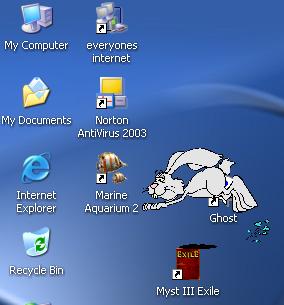 My Computer
everyones
internet
My Documents
Norton
AntiVirus 2003
Internet
Explorer
Marine
Aquarium 2
Ghost
Recycle Bin
EXILE
Myst III Exile